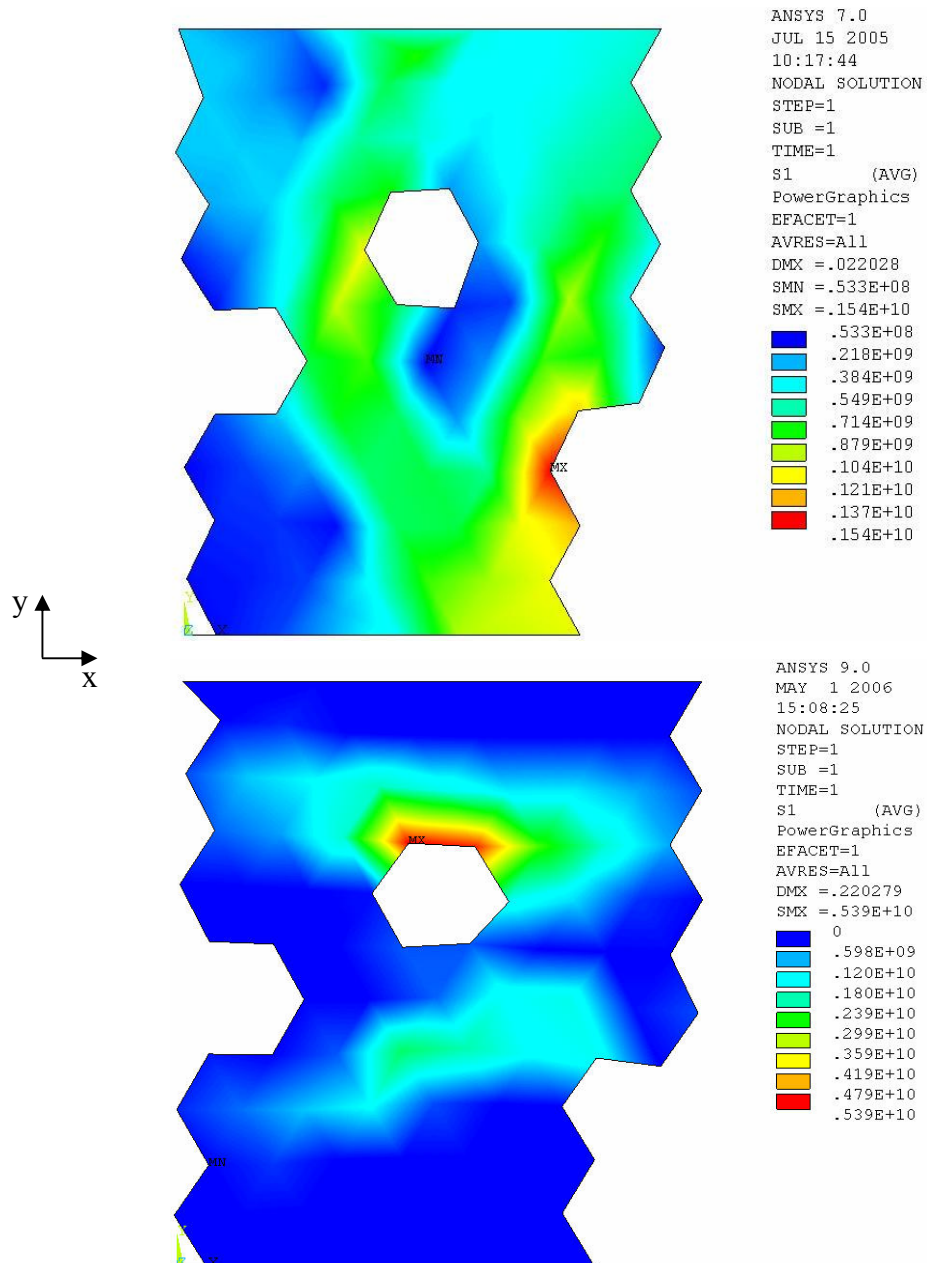 ANSYS 7.0
JUL 15 2005
10:17:44
NODAL SOLUTION
STEP=1
SUB =1
TIME=1
S1 (AVG)
PowerGraphics
EFACET=1
AVRES=All
DMX =.022028
SMN =.533E+08
SMX =.154E+10
.533E+08
.218E+09
.384E+09
.549E+09
.714E+09
.879E+09
.104E+10
.121E+10
.137E+10
.154E+10
MN
MX
Y
Z X
y
x
ANSYS 9.0
MAY 1 2006
15:08:25
NODAL SOLUTION
STEP=1
SUB =1
TIME=1
S1 (AVG)
PowerGraphics
EFACET=1
AVRES=All
DMX =.220279
SMX =.539E+10
0
.598E+09
.120E+10
.180E+10
.239E+10
.299E+10
.359E+10
.419E+10
.479E+10
.539E+10
MX
MN
Y
Z X